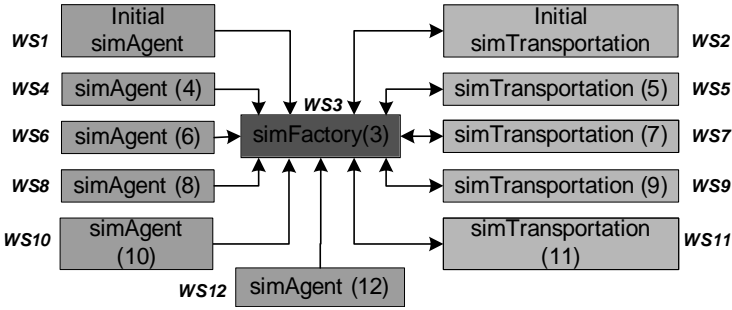 Initial
simAgent
WS1
Initial
simTransportation
WS2
WS4
simAgent (4)
WS3
simTransportation (5)
WS5
WS6
simAgent (6)
simFactory(3)
simTransportation (7)
WS7
WS8
simAgent (8)
simTransportation (9)
WS9
WS10
simAgent
(10)
simTransportation
(11)
WS11
WS12
simAgent (12)